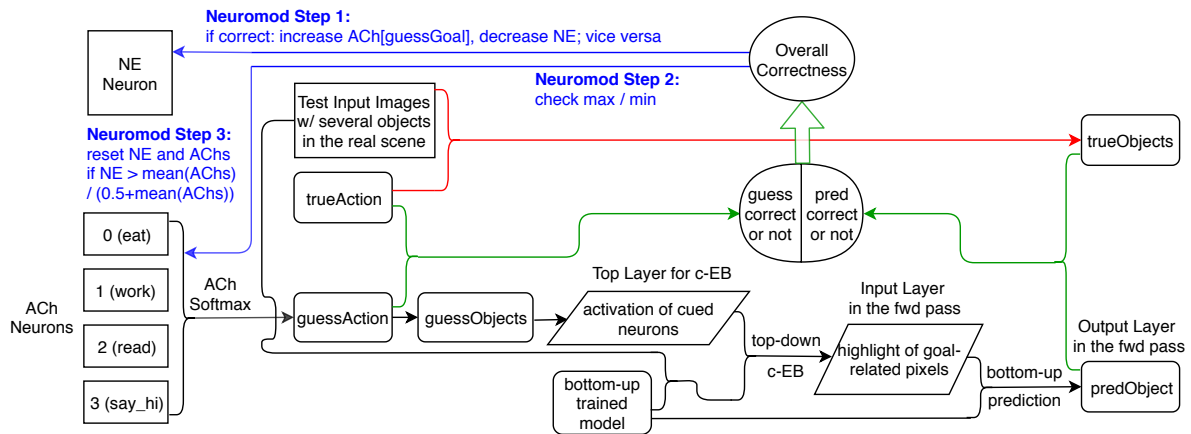 Neuromod Step 1:
if correct: increase ACh[guessGoal], decrease NE; vice versa
NE
Neuron
Overall
Correctness
Neuromod Step 2:
check max / min
Test Input Images
w/ several objects
in the real scene
Neuromod Step 3:
reset NE and AChs
if NE > mean(AChs)
/ (0.5+mean(AChs))
trueObjects
trueAction
guess
correct
or not
pred
correct
or not
ACh
Neurons
0 (eat)
1 (work)
2 (read)
3 (say_hi)
ACh
Softmax
guessAction
guessObjects
Top Layer for c-EB
activation of cued
neurons
top-down
c-EB
Input Layer
in the fwd pass
highlight of goal-
related pixels
bottom-up
trained
model
bottom-up
prediction
Output Layer
in the fwd pass
predObject